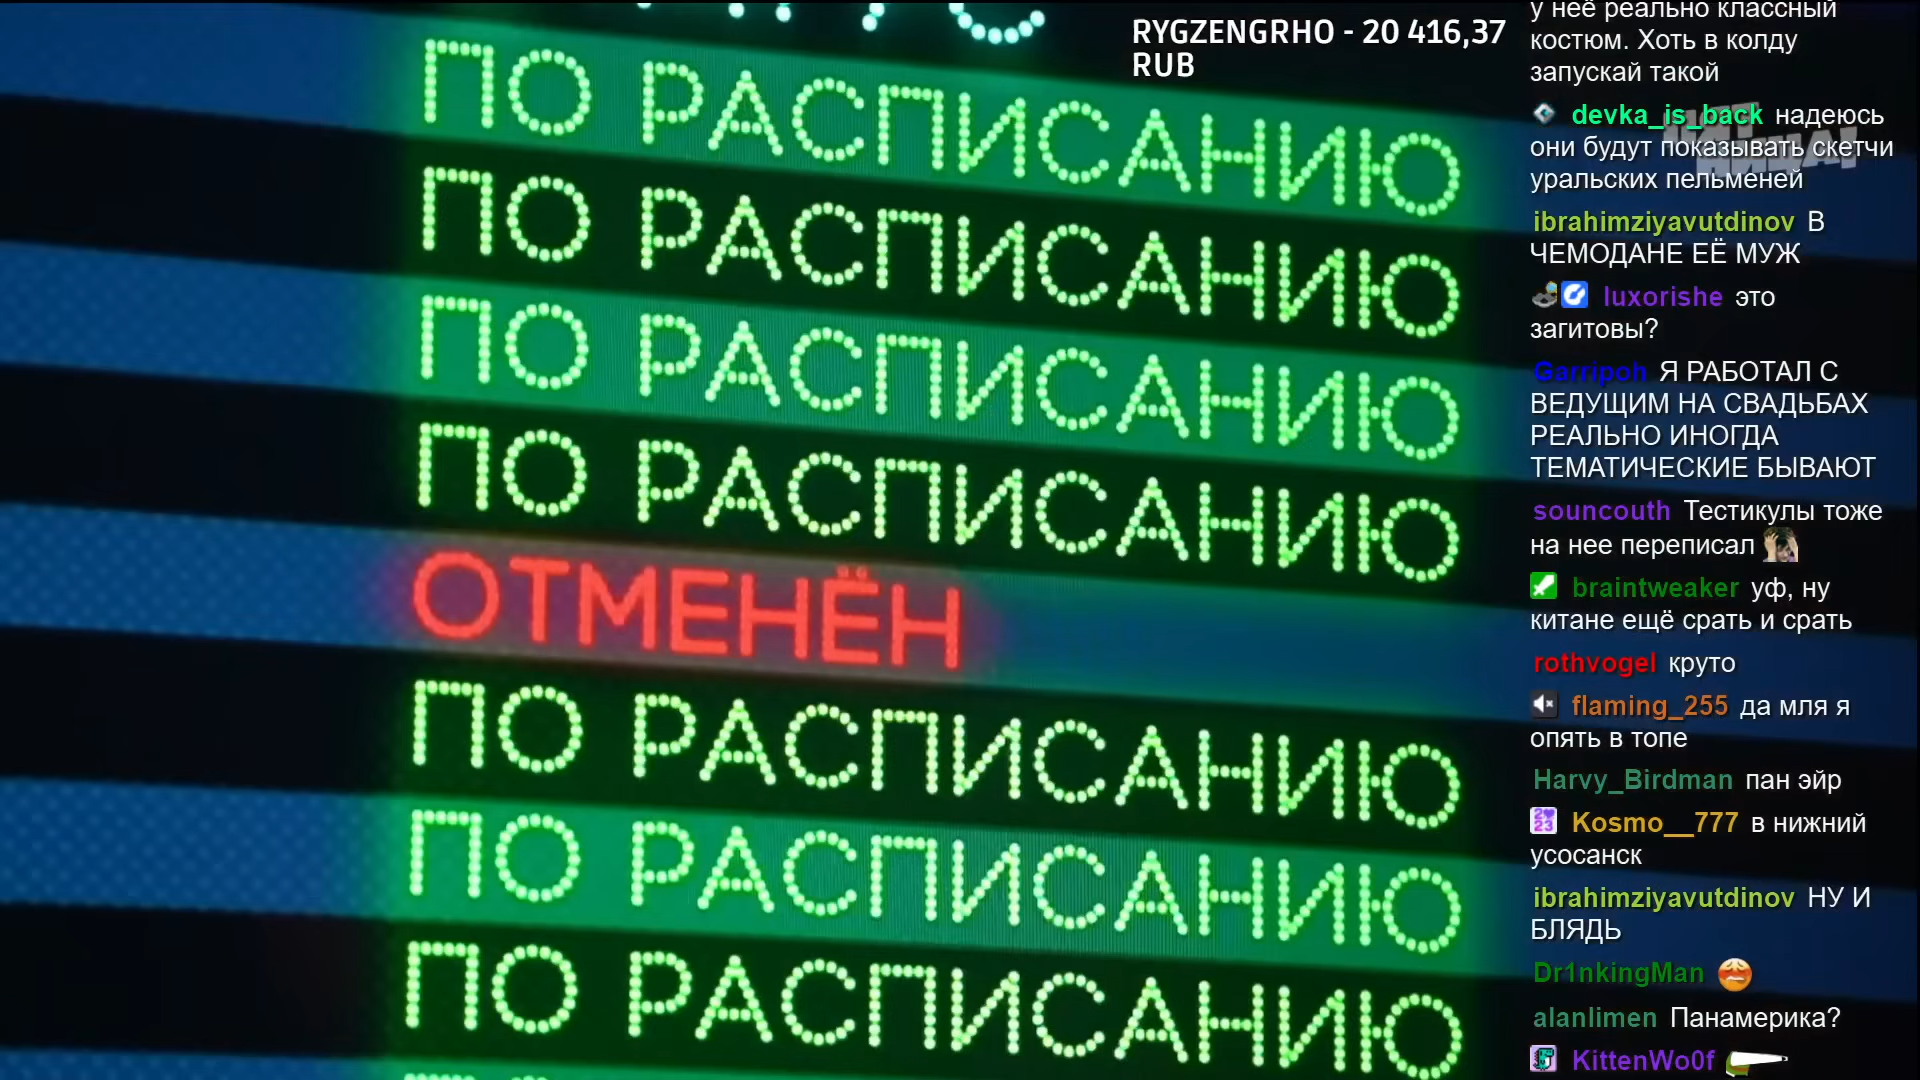 RYGZENGRHO - 20 416,37
RUB
ПО РАСПИСАНИЮ
ПО РАСПИСАНИЮ
ПО РАСПИСАНИЮ
ПО РАСПИСАНИЮ
ОТМЕНЁН
ПО РАСПИСАНИЮ
ПО РАСПИСАНИЮ
ПО РАСПИСАНИЮ
у неё реально классный
костюм. Хоть в колду
запускай такой
devka_is_back надеюсь
они будут показывать скетчи
уральских пельменей
ibrahimziyavutdinov В
ЧЕМОДАНЕ ЕЁ МУЖ
luxorishe это
загитовы?
Garripoh Я РАБОТАЛ С
ВЕДУЩИМ НА СВАДЬБАХ
РЕАЛЬНО ИНОГДА
ТЕМАТИЧЕСКИЕ БЫВАЮТ
souncouth Тестикулы тоже
на нее переписал
braintweaker уф, ну
китане ещё срать и срать
rothvogel круто
flaming_255 да мля я
опять в топе
Harvy_Birdman пан эйр
Kosmo__777 в нижний
усосанск
ibrahimziyavutdinov НУ И
БЛЯДЬ
Dr1nkingMan
alanlimen Панамерика?
KittenWo0f